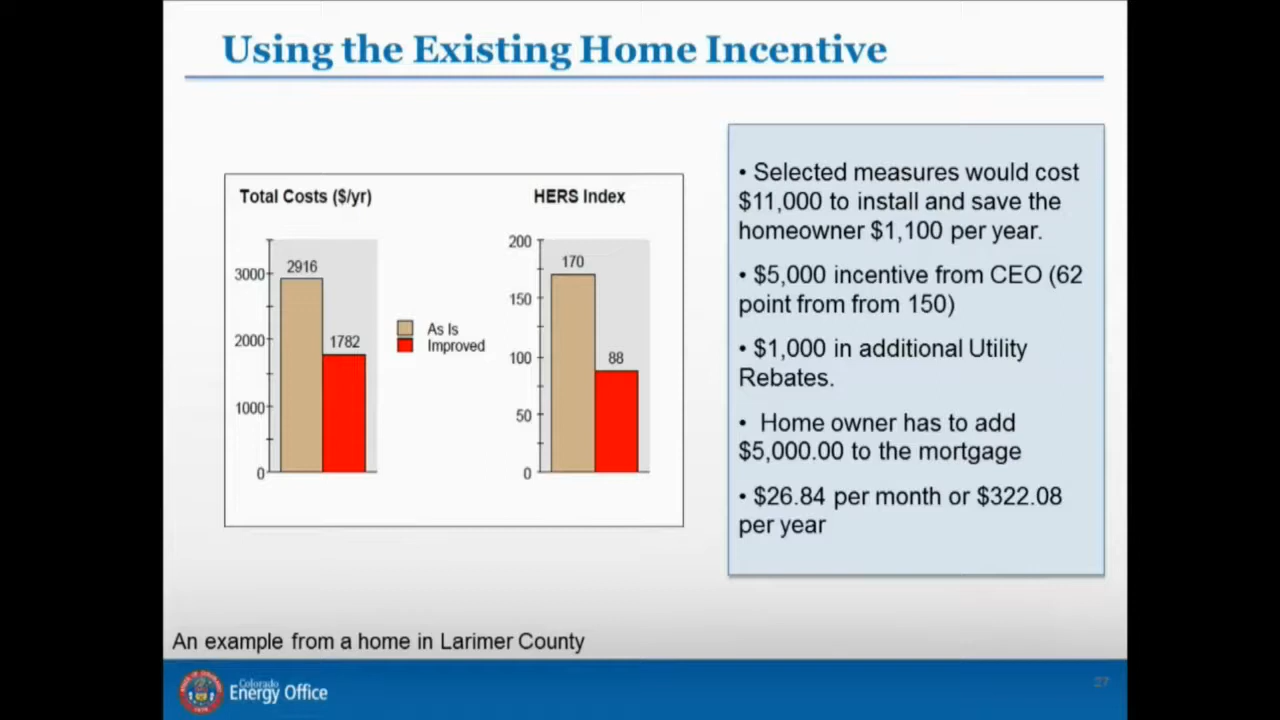 Using the Existing Home Incentive
Total Costs ($/yr)
HERS Index
3000
2000
1000
0
2916
1782
As Is
Improved
200
150
100
50
0
170
88
• Selected measures would cost
$11,000 to install and save the
homeowner $1,100 per year.
• $5,000 incentive from CEO (62
point from from 150)
• $1,000 in additional Utility
Rebates.
• Home owner has to add
$5,000.00 to the mortgage
• $26.84 per month or $322.08
per year
An example from a home in Larimer County
Colorado
Energy Office
27